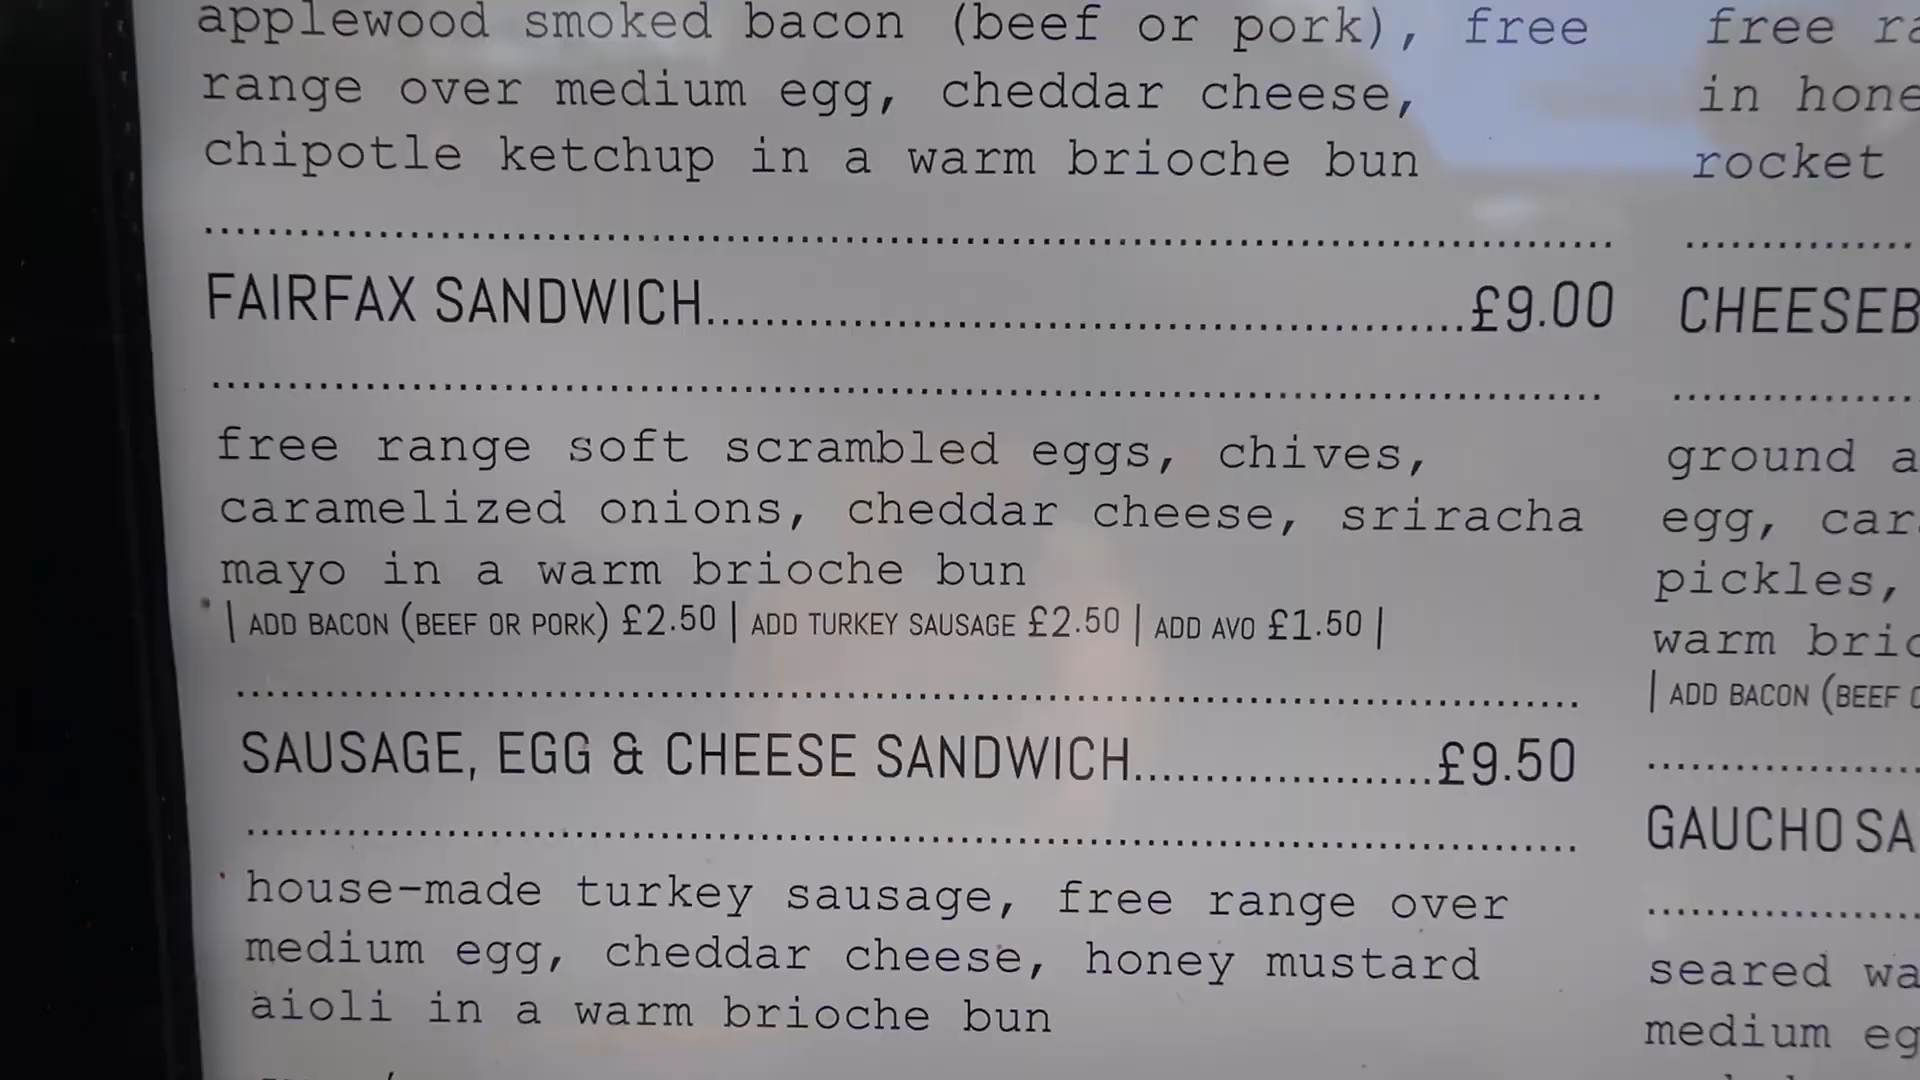 applewood smoked bacon (beef or pork), free
range over medium egg, cheddar cheese,
chipotle ketchup in a warm brioche bun
FAIRFAX SANDWICH...£9.00
free range soft scrambled eggs, chives,
caramelized onions, cheddar cheese, sriracha
mayo in a warm brioche bun
| ADD BACON (BEEF OR PORK) £2.50 | ADD TURKEY SAUSAGE £2.50 | ADD AVO £1.50 |
SAUSAGE, EGG & CHEESE SANDWICH...£9.50
house-made turkey sausage, free range over
medium egg, cheddar cheese, honey mustard
aioli in a warm brioche bun
free
in
rocket
ground
egg,
pickles,
warm
| ADD BACON (BEEF
GAUCHO
seared
medium